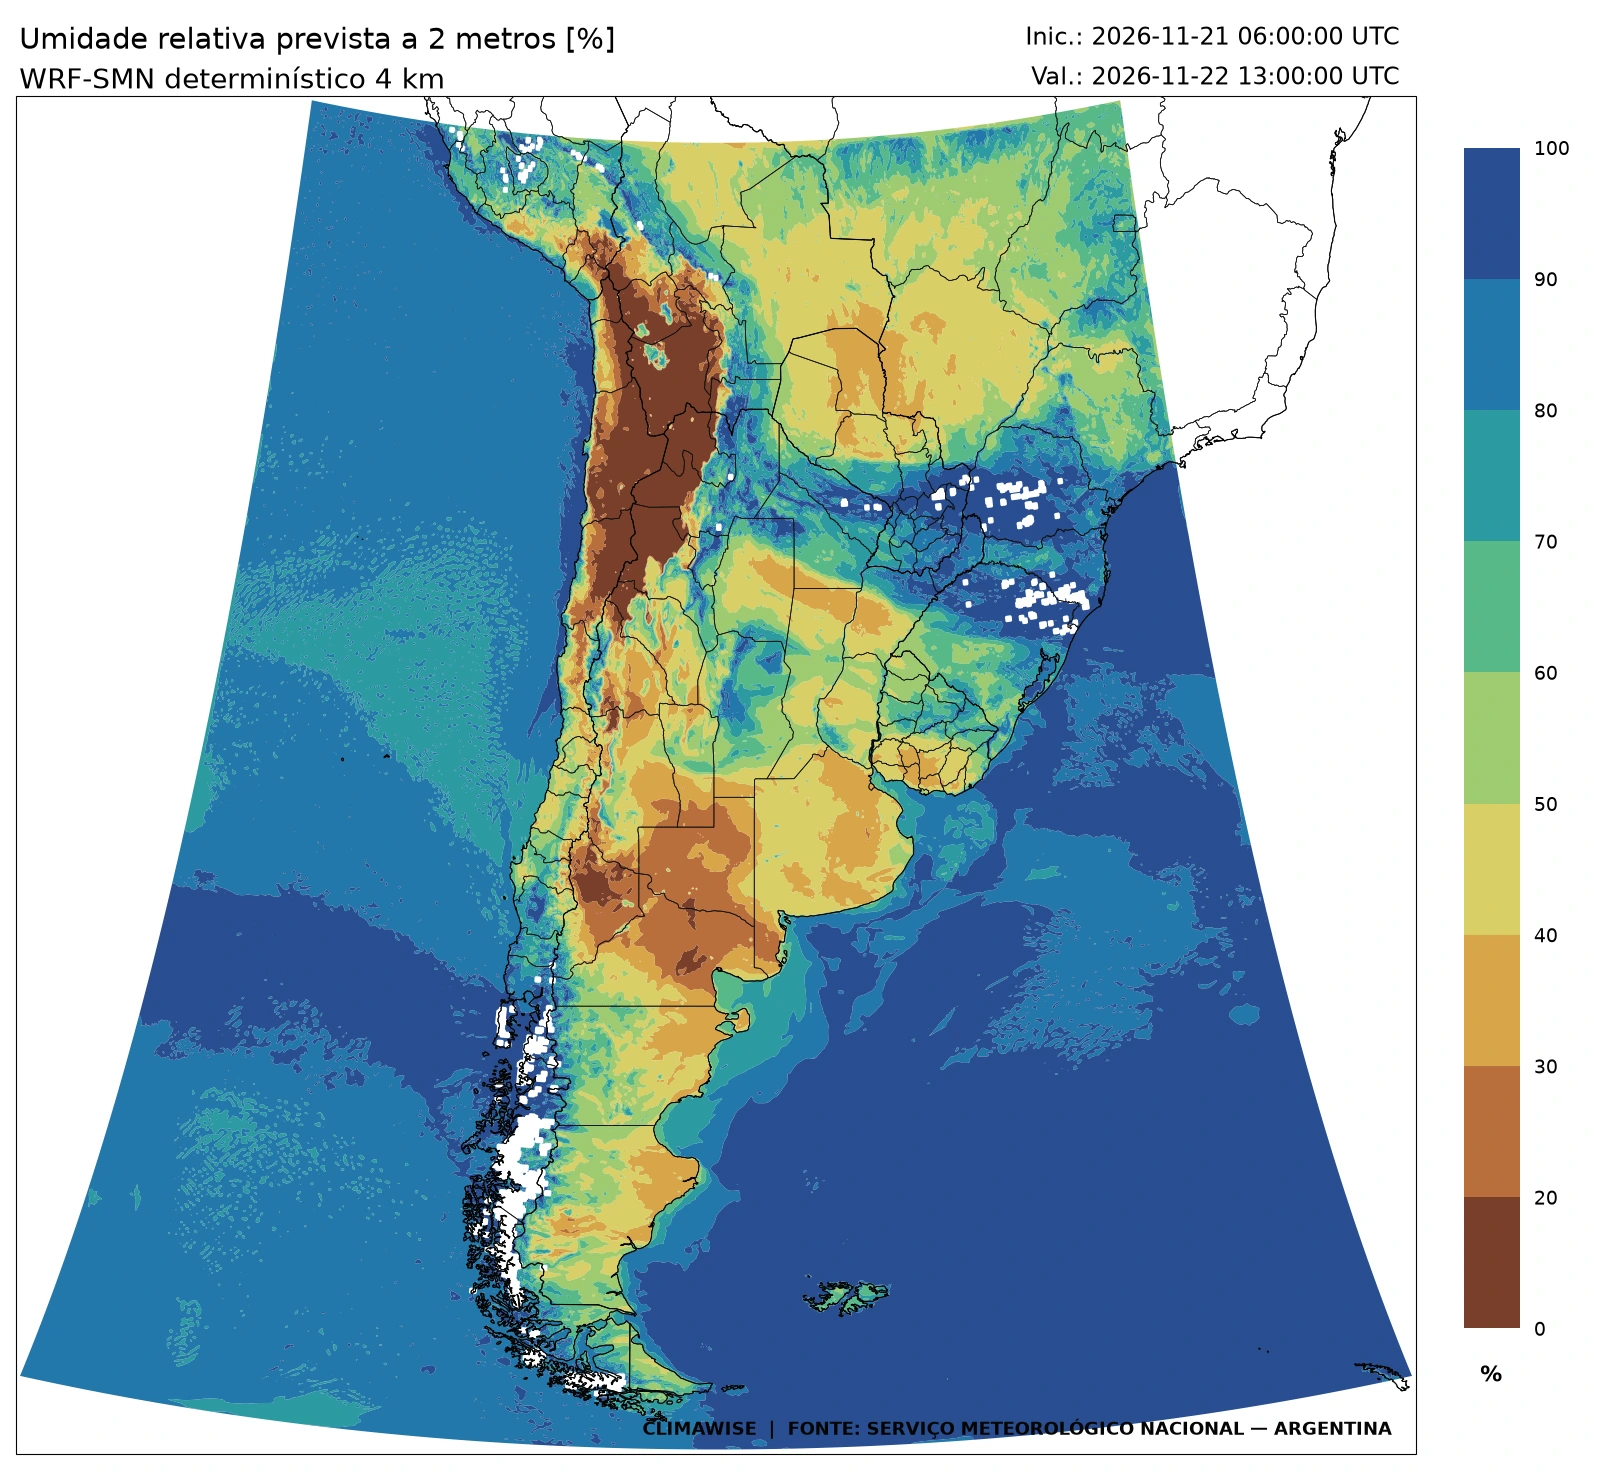 Umidade relativa prevista a 2 metros [%]
WRF-SMN determinístico 4 km
Inic.: 2026-11-21 06:00:00 UTC
Val.: 2026-11-22 13:00:00 UTC
100
90
80
70
60
50
40
30
20
0
%
CLIMAWISE | FONTE: SERVIÇO METEOROLÓGICO NACIONAL — ARGENTINA